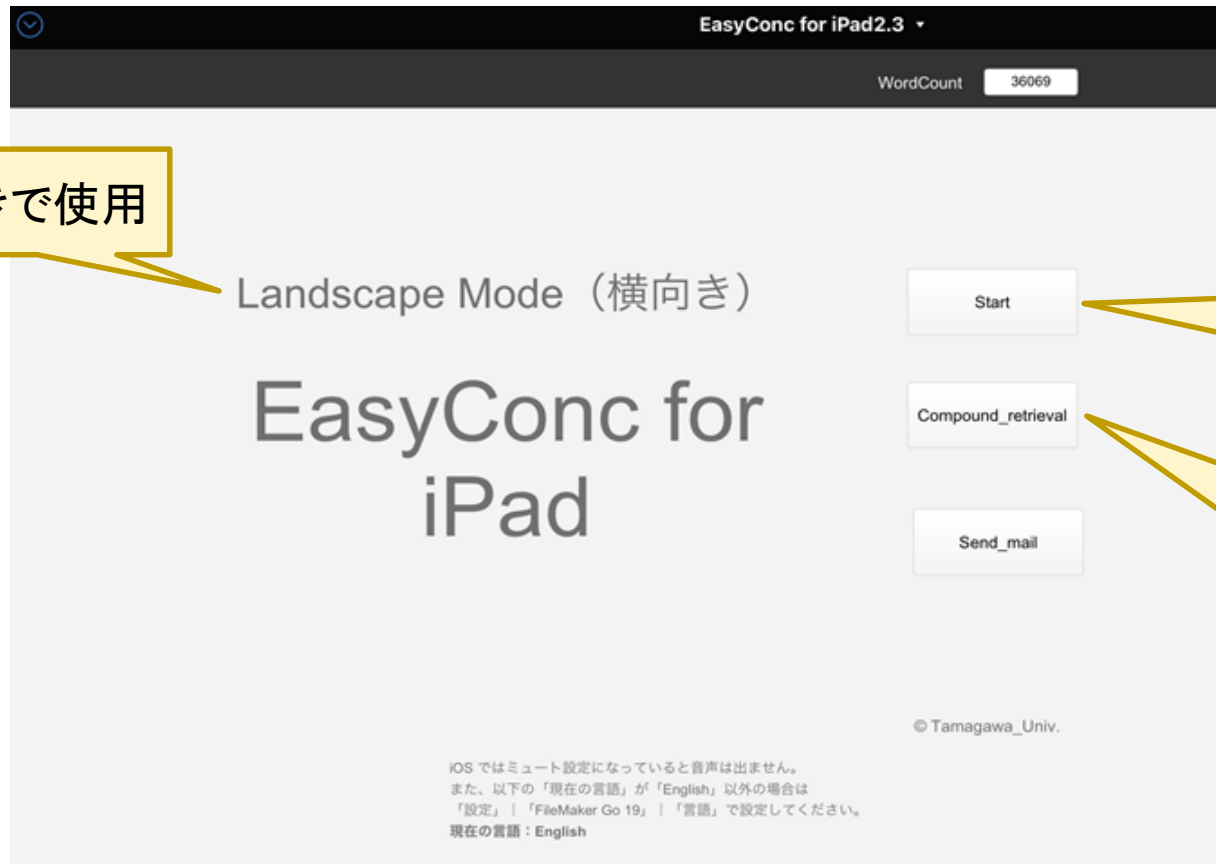 EasyConc for iPad2.3
WordCount 36069
きで使用
Landscape Mode（横向き）
Start
EasyConc for
iPad
Compound_retrieval
Send_mail
© Tamagawa_Univ.
iOS ではミュート設定になっていると音声は出ません。
また、以下の「現在の言語」が「English」以外の場合は
「設定」｜「FileMaker Go 19」｜「言語」で設定してください。
現在の言語：English